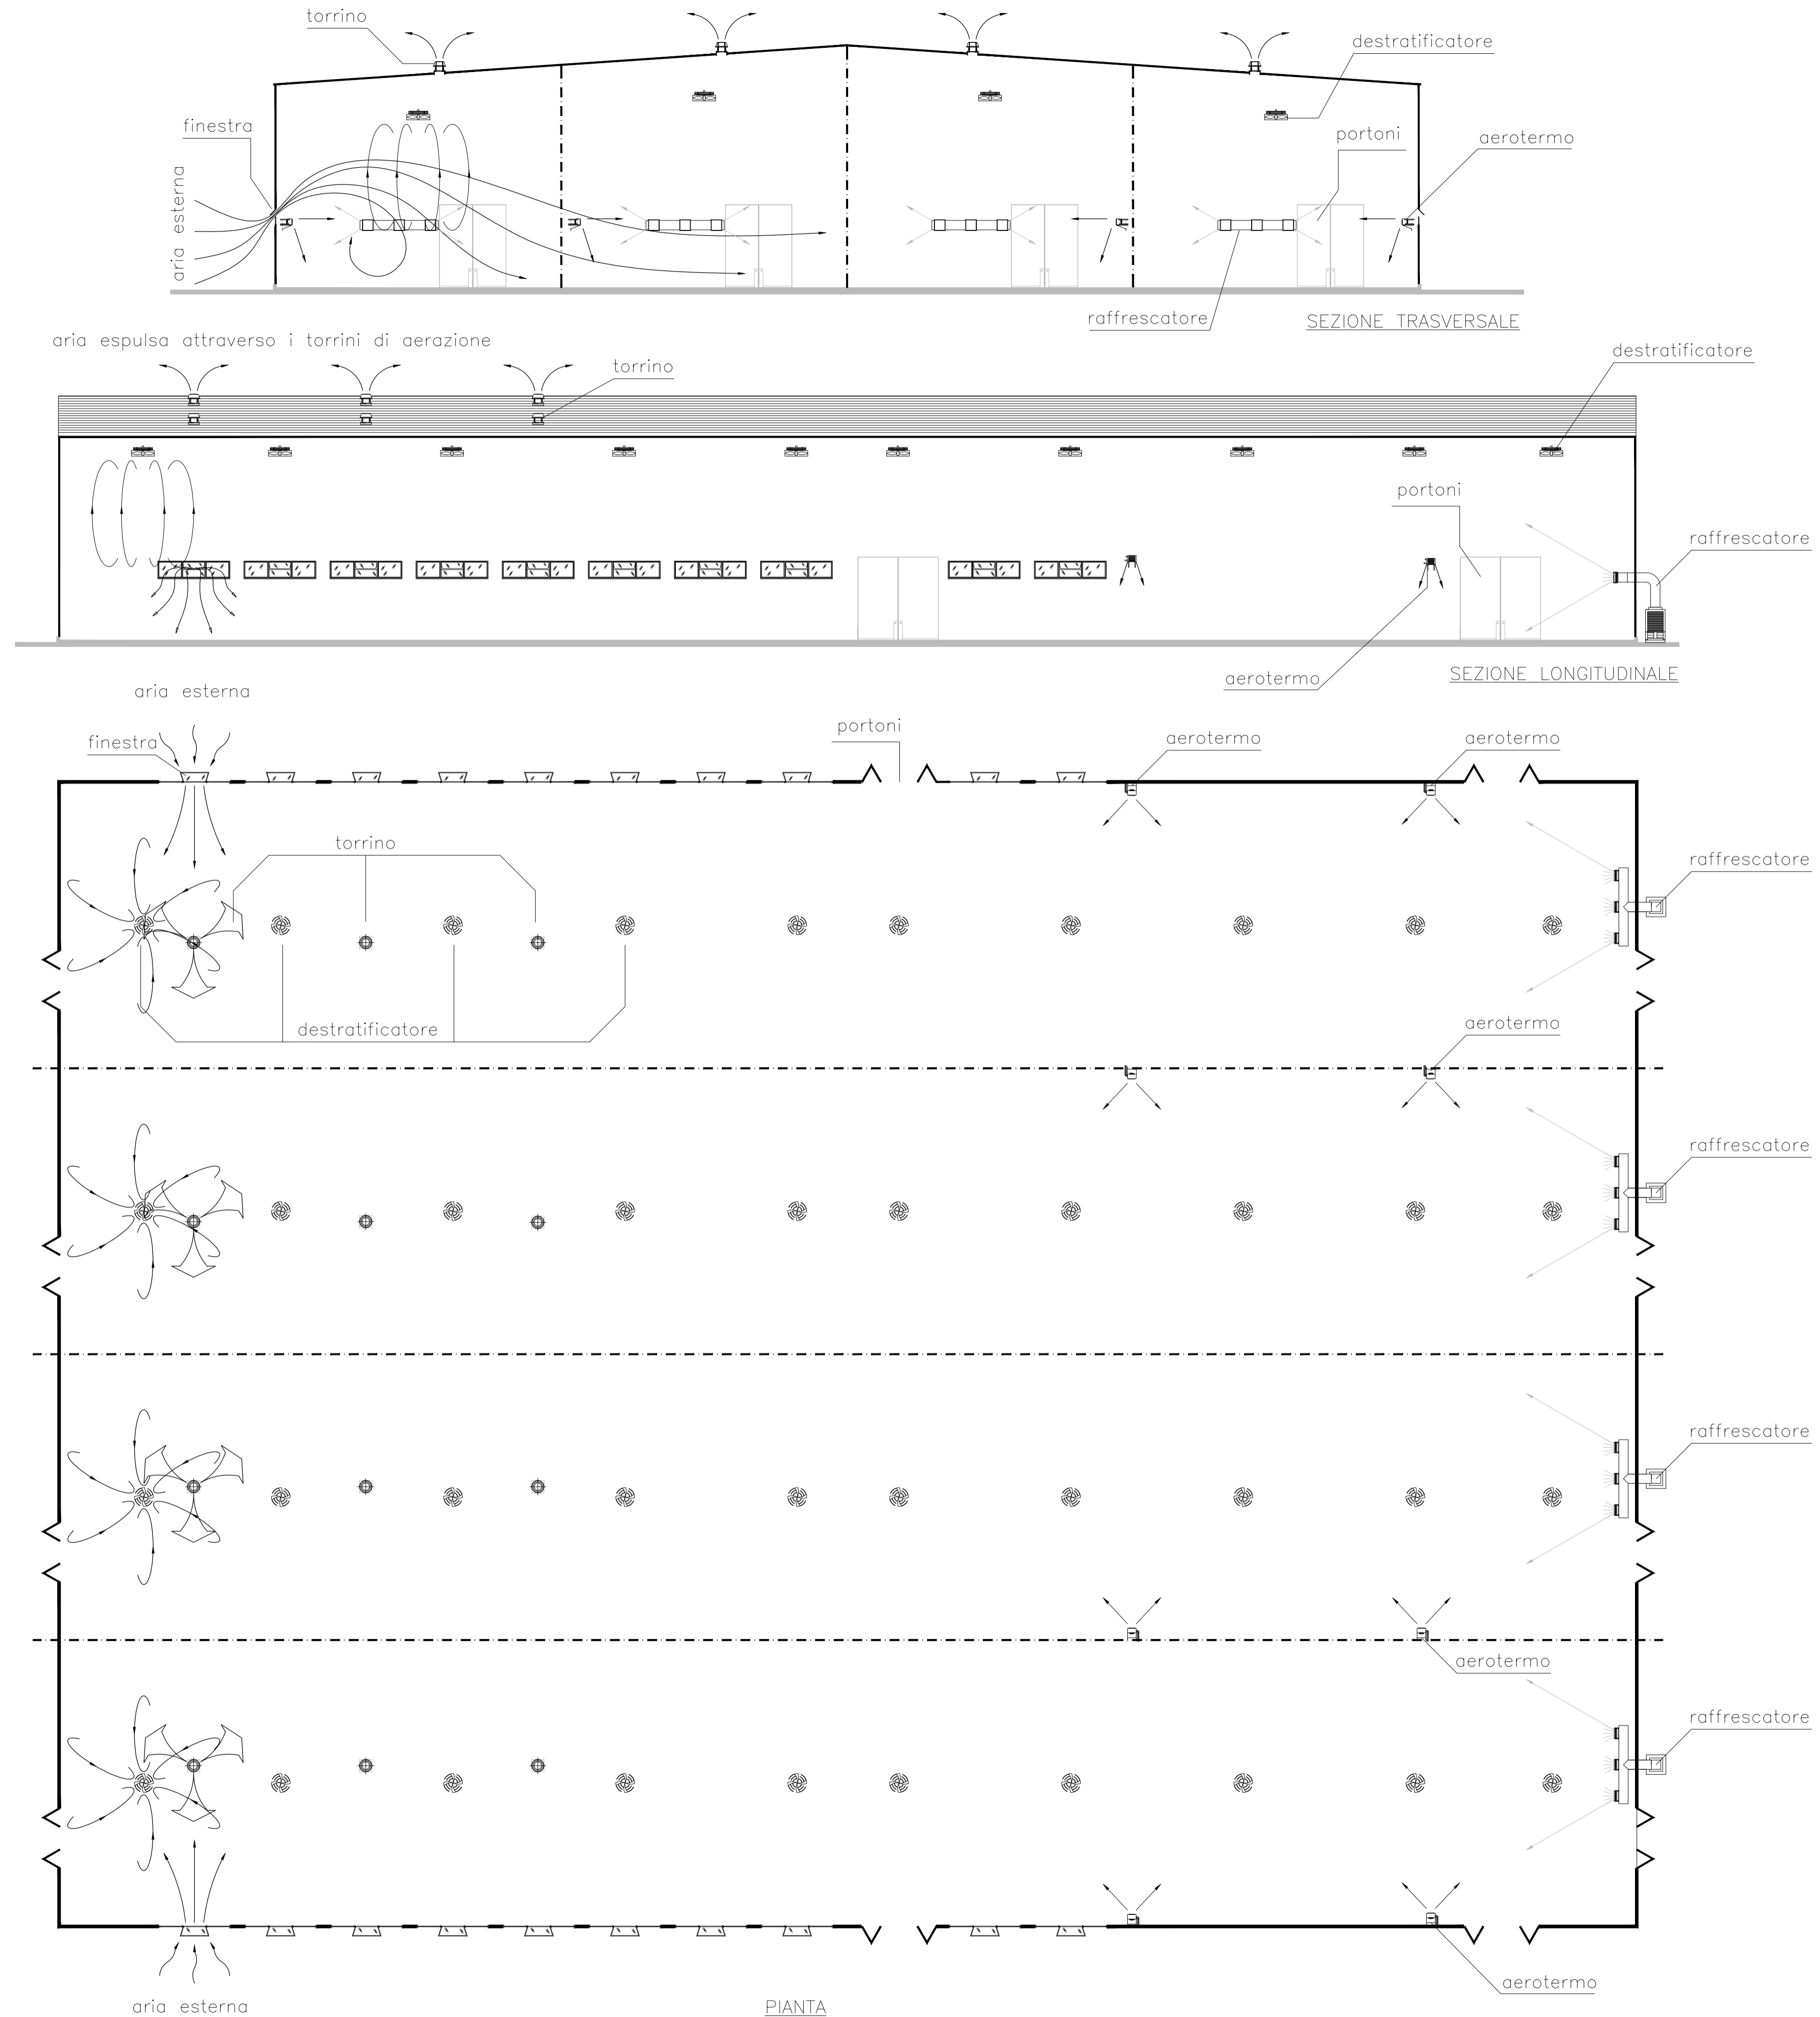 torrino
destratificatore
finestra
portoni
aerotermo
aria esterna
raffrescatore
SEZIONE TRASVERSALE
aria espulsa attraverso i torrini di aerazione
torrino
destratificatore
portoni
raffrescatore
aerotermo
SEZIONE LONGITUDINALE
aria esterna
finestra
portoni
aerotermo
aerotermo
torrino
raffrescatore
destratificatore
aerotermo
raffrescatore
raffrescatore
aerotermo
raffrescatore
aerotermo
aria esterna
PIANTA